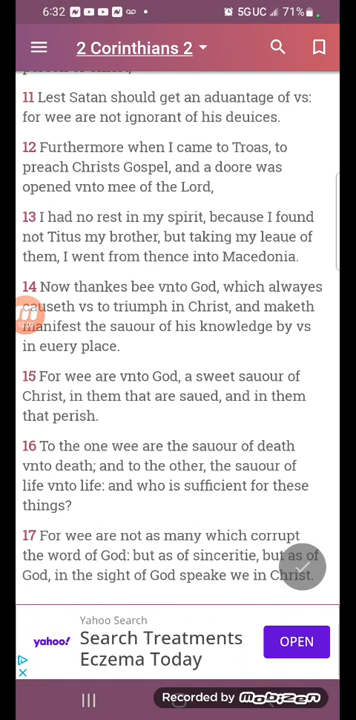 6:32
5GUC 71%
2 Corinthians 2
11 Lest Satan should get an aduantage of vs:
for wee are not ignorant of his deuices.
12 Furthermore when I came to Troas, to
preach Christs Gospel, and a doore was
opened vnto mee of the Lord,
13 I had no rest in my spirit, because I found
not Titus my brother, but taking my leaue of
them, I went from thence into Macedonia.
14 Now thankes bee vnto God, which alwayes
causeth vs to triumph in Christ, and maketh
manifest the sauour of his knowledge by vs
in euery place.
15 For wee are vnto God, a sweet sauour of
Christ, in them that are saued, and in them
that perish.
16 To the one wee are the sauour of death
vnto death; and to the other, the sauour of
life vnto life: and who is sufficient for these
things?
17 For wee are not as many which corrupt
the word of God: but as of sinceritie, but as of
God, in the sight of God speake we in Christ.
Yahoo Search
yahoo!
Search Treatments
Eczema Today
OPEN
Recorded by mobizen